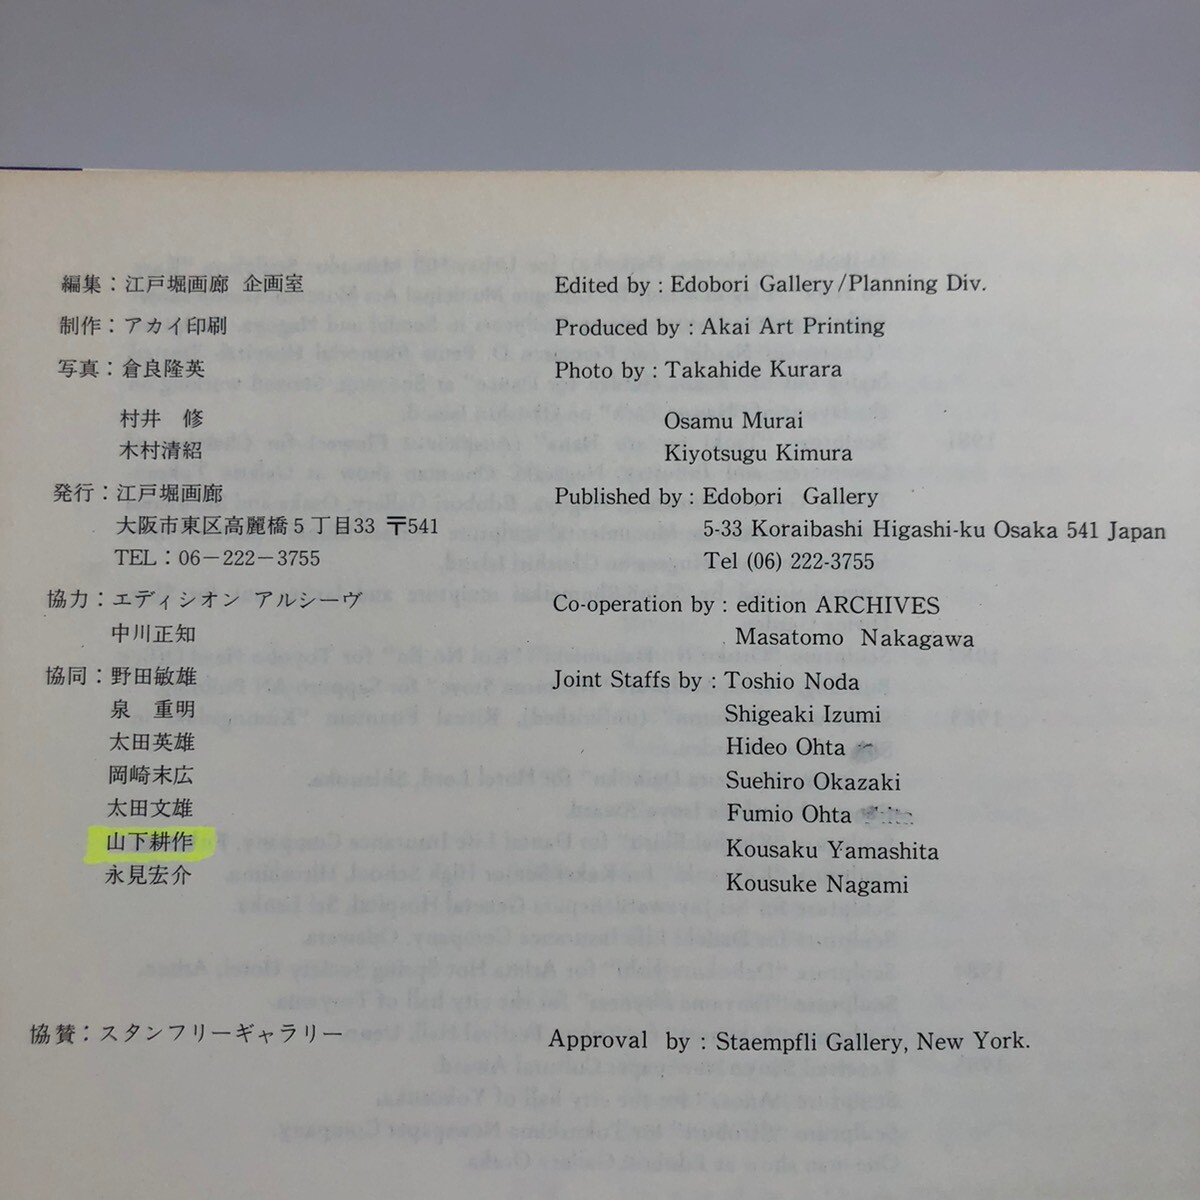 編集：江戸堀画廊 企画室
制作：アカイ印刷
写真：倉良隆英
村井　修
木村清紹
発行：江戸堀画廊
大阪市東区高麗橋5丁目33 〒541
TEL：06－222－3755
協力：エディシオン アルシーヴ
中川正知
協同：野田敏雄
泉　重明
太田英雄
岡崎末広
太田文雄
山下耕作
永見宏介
協賛：スタンフリーギャラリー
Edited by : Edobori Gallery/Planning Div.
Produced by : Akai Art Printing
Photo by : Takahide Kurara
Osamu Murai
Kiyotsugu Kimura
Published by : Edobori Gallery
5-33 Koraibashi Higashi-ku Osaka 541 Japan
Tel (06) 222-3755
Co-operation by : edition ARCHIVES
Masatomo Nakagawa
Joint Staffs by : Toshio Noda
Shigeaki Izumi
Hideo Ohta
Suehiro Okazaki
Fumio Ohta
Kousaku Yamashita
Kousuke Nagami
Approval by : Staempfli Gallery, New York.